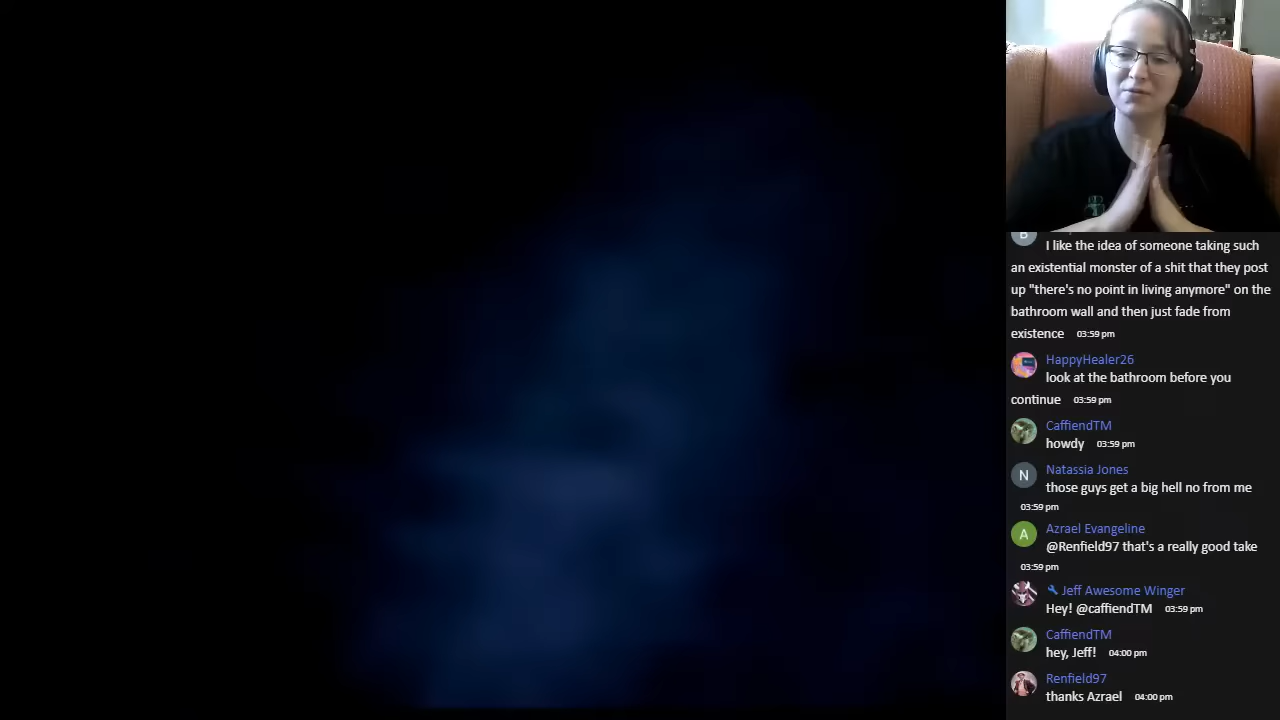 B
I like the idea of someone taking such
an existential monster of a shit that they post
up "there's no point in living anymore" on the
bathroom wall and then just fade from
existence 03:59 pm
HappyHealer26
look at the bathroom before you
continue 03:59 pm
CaffiendTM
howdy 03:59 pm
N Natassia Jones
those guys get a big hell no from me
03:59 pm
A Azrael Evangeline
@Renfield97 that's a really good take
03:59 pm
Jeff Awesome Winger
Hey! @caffiendTM 03:59 pm
CaffiendTM
hey, Jeff! 04:00 pm
Renfield97
thanks Azrael 04:00 pm